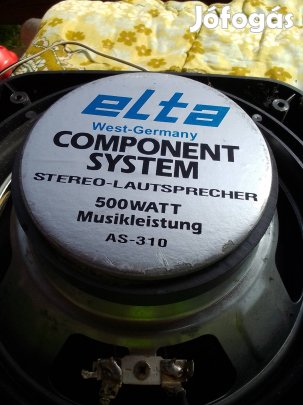 Jófogás
elta
West-Germany
COMPONENT
SYSTEM
STEREO-LAUTSPRECHER
500WATT
Musikleistung
AS-310